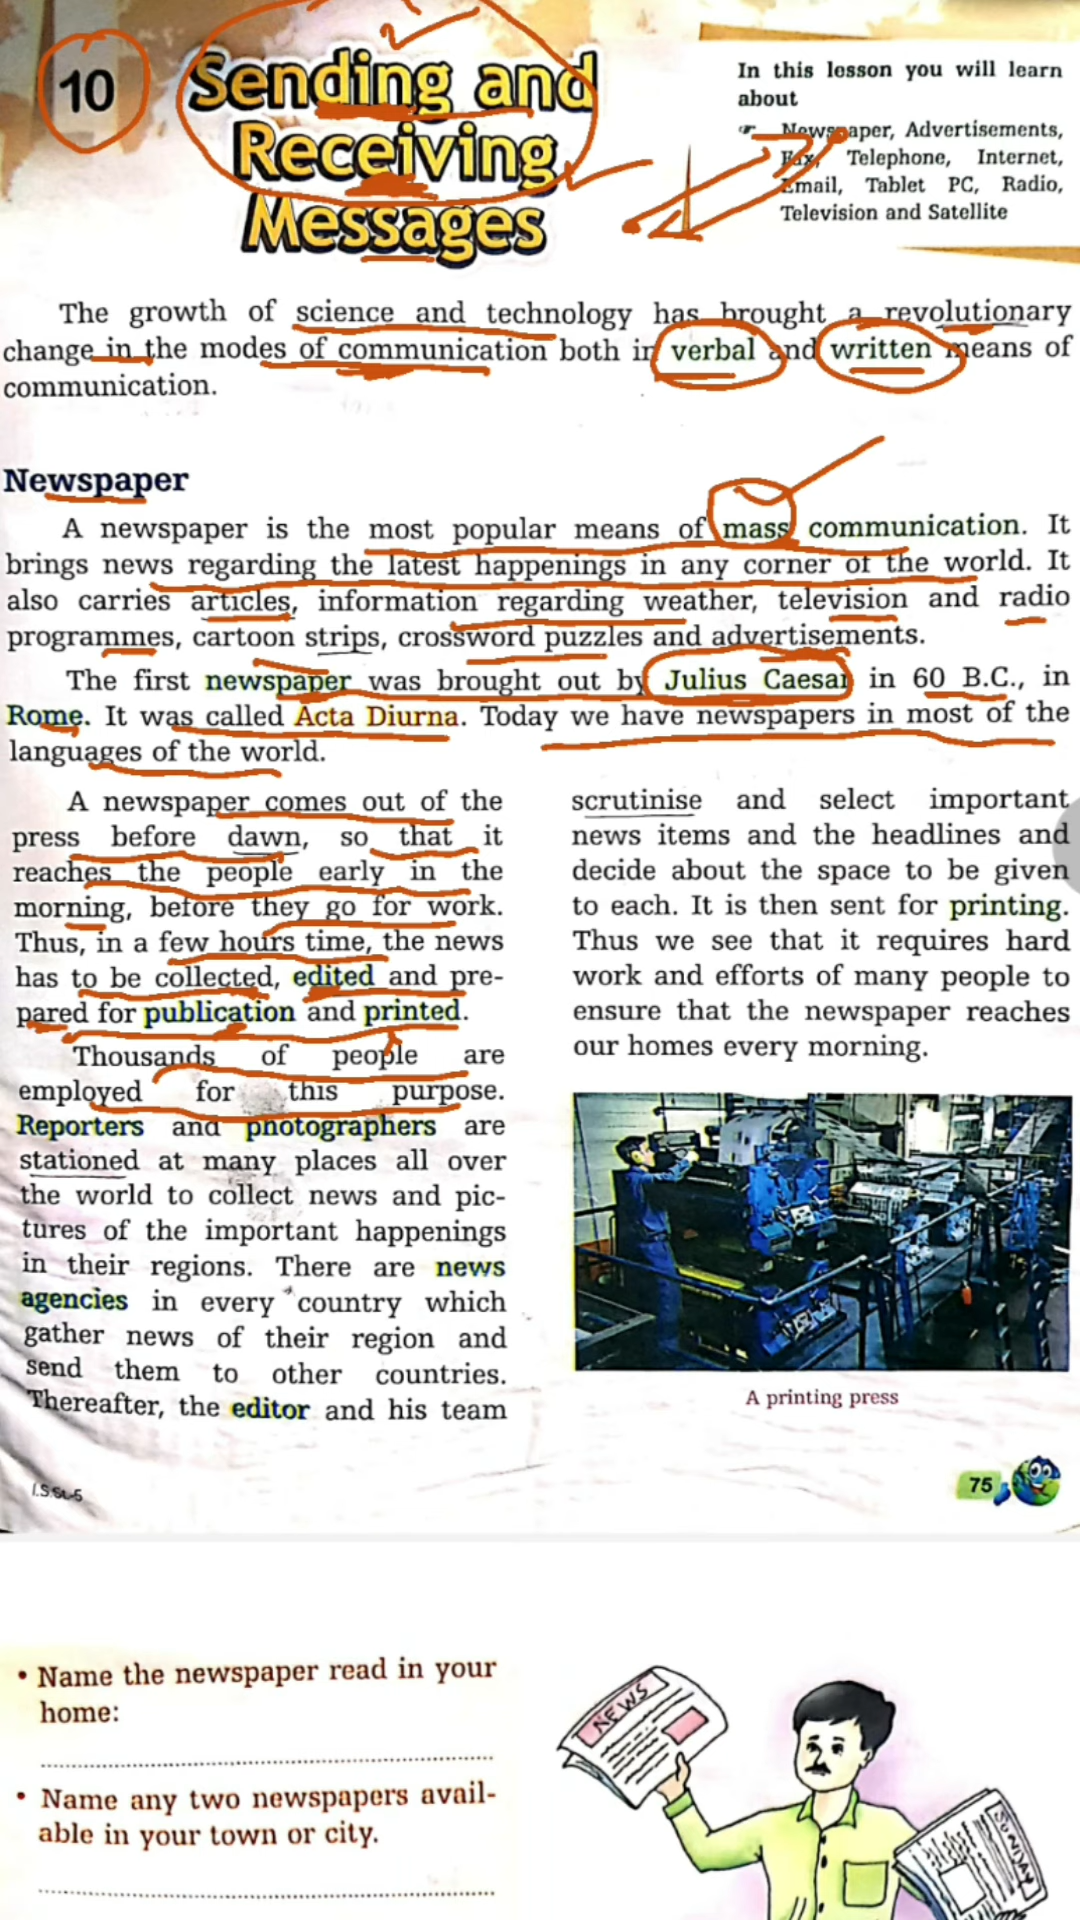 10
Sending and
Receiving
Messages
In this lesson you will learn
about
Newspaper, Advertisements,
Fax, Telephone, Internet,
Email, Tablet PC, Radio,
Television and Satellite
The growth of science and technology has brought a revolutionary
change in the modes of communication both in verbal and written means of
communication.
Newspaper
A newspaper is the most popular means of mass communication. It
brings news regarding the latest happenings in any corner of the world. It
also carries articles, information regarding weather, television and radio
programmes, cartoon strips, crossword puzzles and advertisements.
The first newspaper was brought out by Julius Caesar in 60 B.C., in
Rome. It was called Acta Diurna. Today we have newspapers in most of the
languages of the world.
A newspaper comes out of the
press before dawn, so that it
reaches the people early in the
morning, before they go for work.
Thus, in a few hours time, the news
has to be collected, edited and pre-
pared for publication and printed.
Thousands of people are
employed for this purpose.
Reporters and photographers are
stationed at many places all over
the world to collect news and pic-
tures of the important happenings
in their regions. There are news
agencies in every country which
gather news of their region and
send them to other countries.
Thereafter, the editor and his team
scrutinise and select important
news items and the headlines and
decide about the space to be given
to each. It is then sent for printing.
Thus we see that it requires hard
work and efforts of many people to
ensure that the newspaper reaches
our homes every morning.
A printing press
I.S.St.-5
75
• Name the newspaper read in your
home:
• Name any two newspapers avail-
able in your town or city.
NEWS
SUNDAY